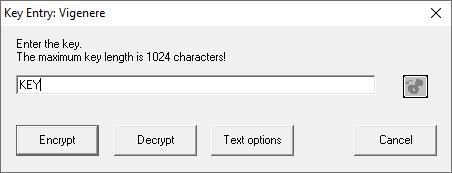 Key Entry: Vigenere
Enter the key.
The maximum key length is 1024 characters!
KEY
Encrypt
Decrypt
Text options
Cancel